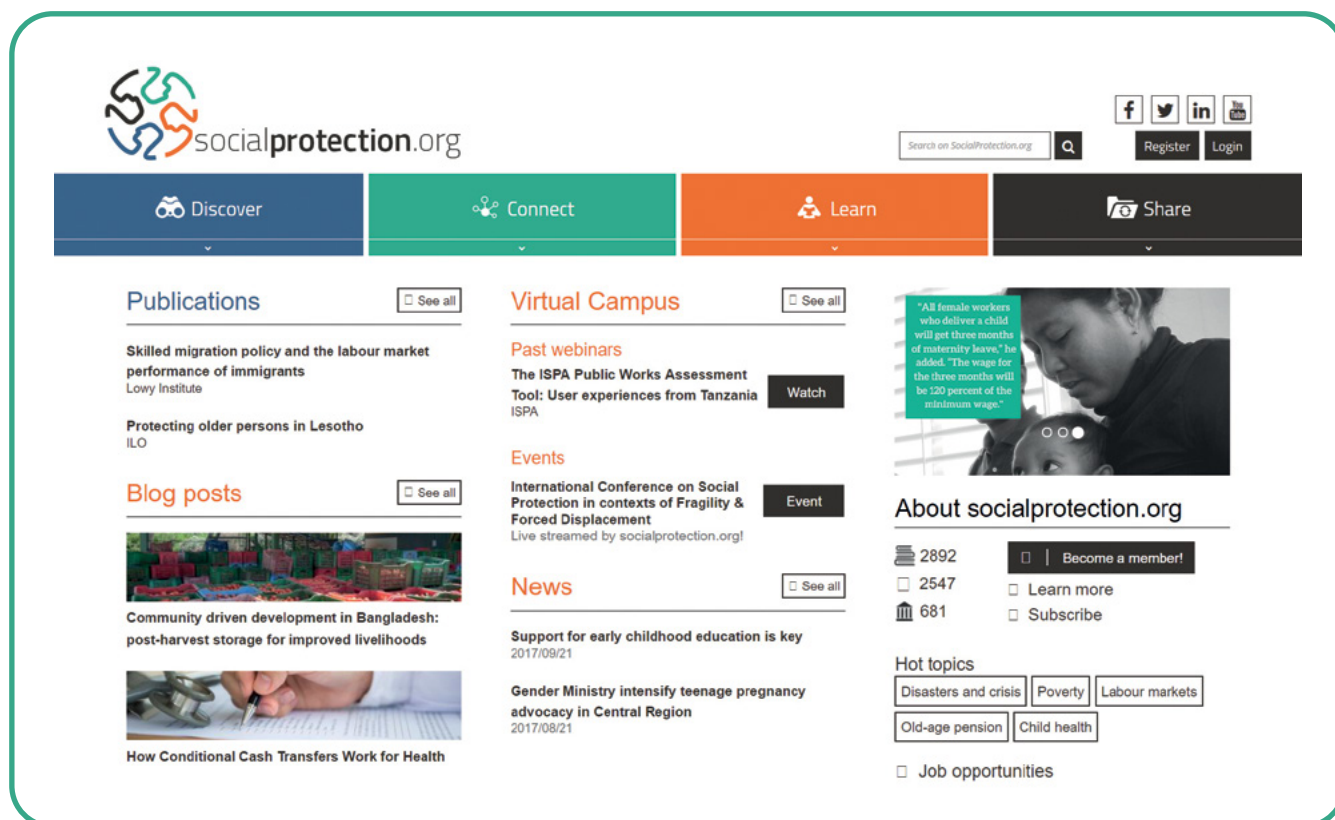 socialprotection.org
Search on SocialProtection.org
Register
Login
Discover
Connect
Learn
Share
Publications
See all
Skilled migration policy and the labour market
performance of immigrants
Lowy Institute
Protecting older persons in Lesotho
ILO
Blog posts
See all
Community driven development in Bangladesh:
post-harvest storage for improved livelihoods
How Conditional Cash Transfers Work for Health
Virtual Campus
See all
Past webinars
The ISPA Public Works Assessment
Tool: User experiences from Tanzania
ISPA
Watch
Events
International Conference on Social
Protection in contexts of Fragility &
Forced Displacement
Live streamed by socialprotection.org!
Event
News
See all
Support for early childhood education is key
2017/09/21
Gender Ministry intensify teenage pregnancy
advocacy in Central Region
2017/08/21
"All female workers
who deliver a child
will get three months
of maternity leave," he
added. "The wage for
the three months will
be 120 percent of the
minimum wage."
About socialprotection.org
2892
2547
681
Become a member!
Learn more
Subscribe
Hot topics
Disasters and crisis
Poverty
Labour markets
Old-age pension
Child health
Job opportunities